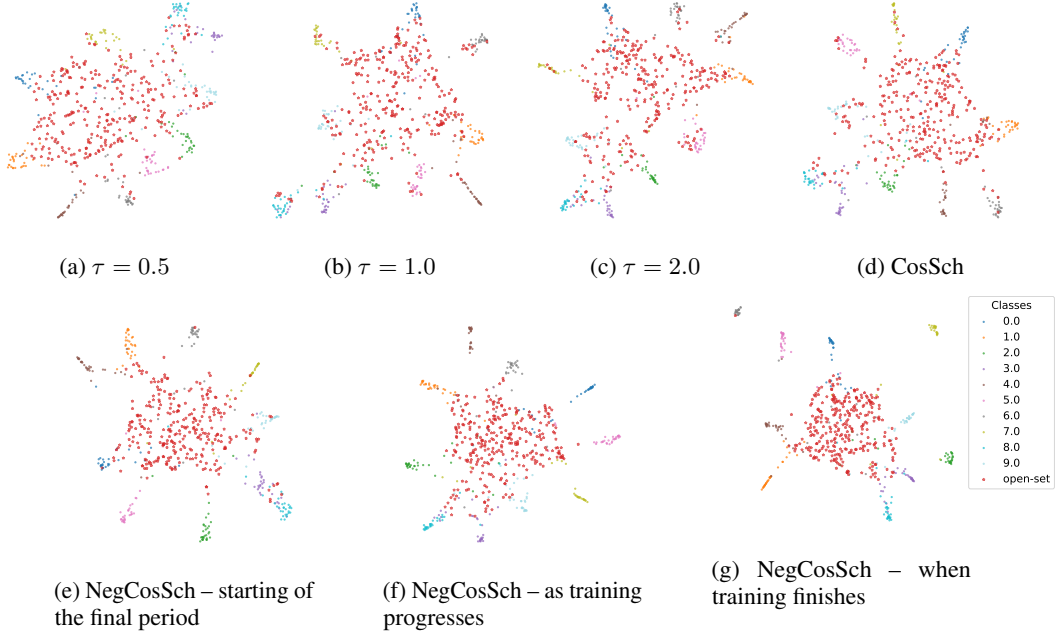 (a) τ = 0.5
(b) τ = 1.0
(c) τ = 2.0
(d) CosSch
Classes
0.0
1.0
2.0
3.0
4.0
5.0
6.0
7.0
8.0
9.0
open-set
(e) NegCosSch – starting of
the final period
(f) NegCosSch – as training
progresses
(g) NegCosSch – when
training finishes